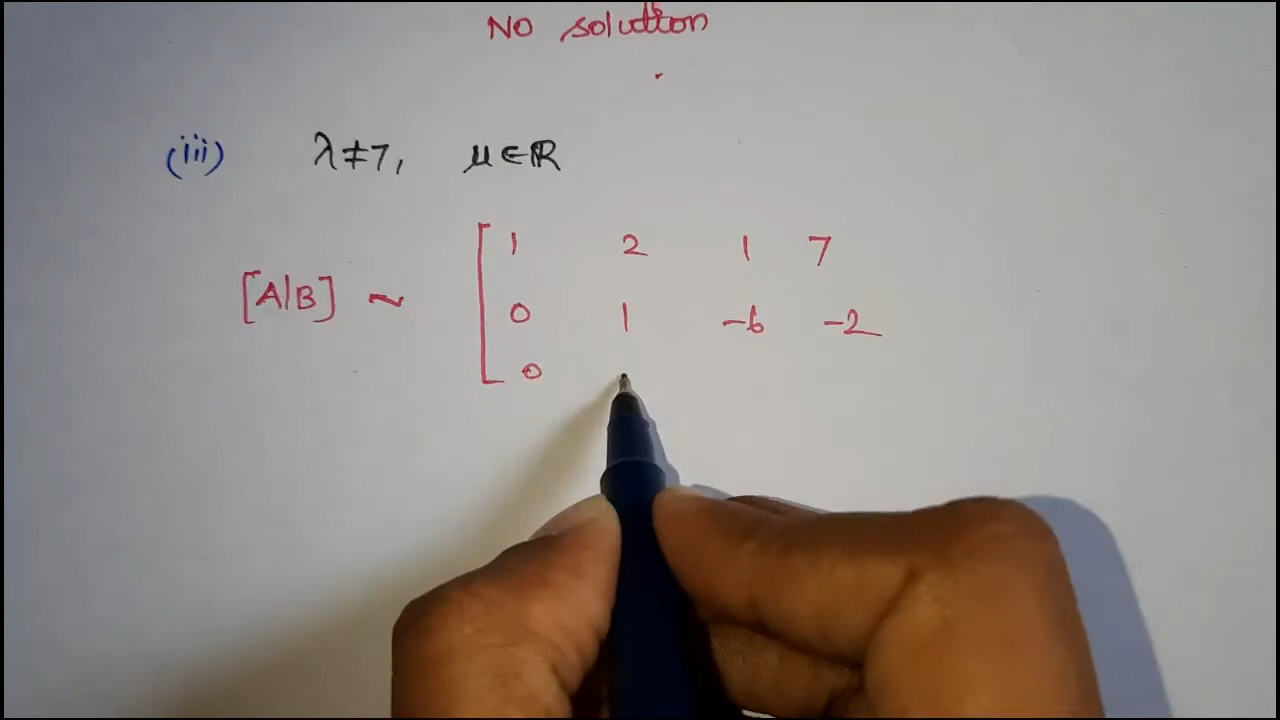 No solution
(iii) λ≠7, μ∈ℝ
1 2 1 7
[A|B] ~ [
0 1 -6 -2
0